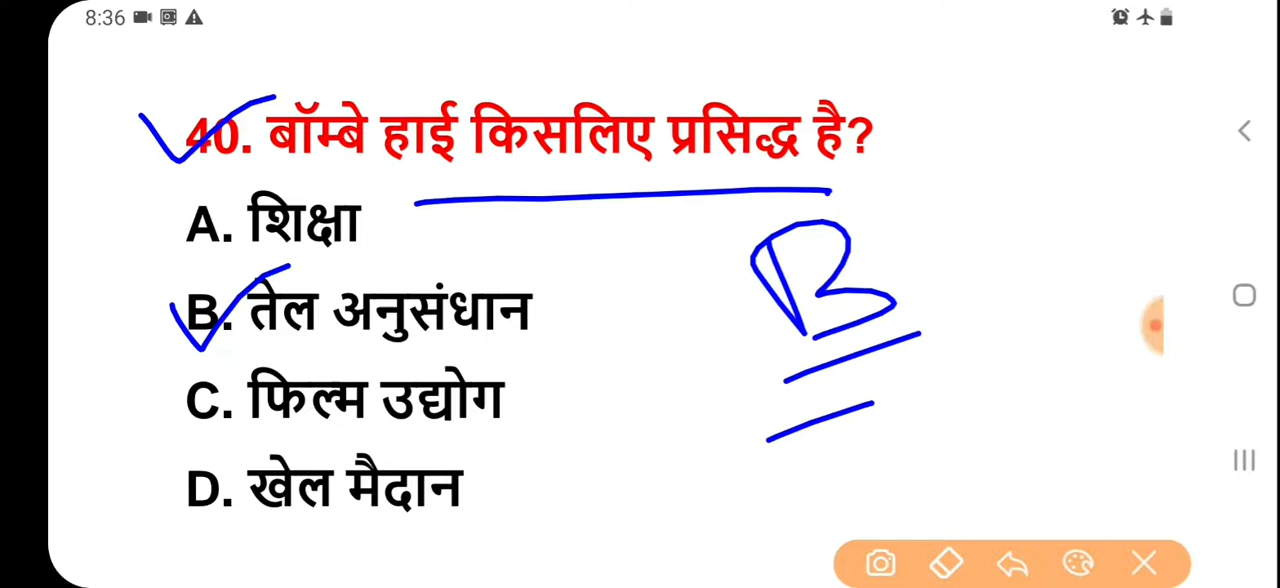 8:36
40. बॉम्बे हाई किसलिए प्रसिद्ध है?
A. शिक्षा
B. तेल अनुसंधान
B
C. फिल्म उद्योग
D. खेल मैदान